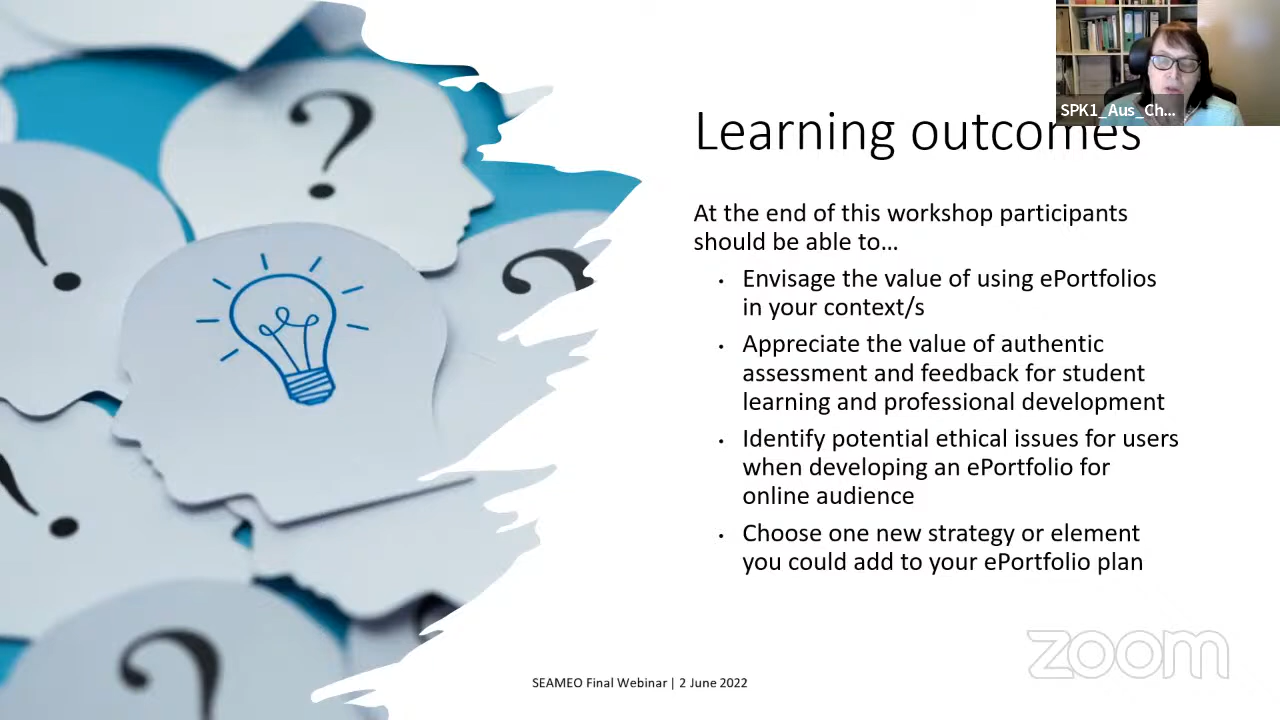 SPK1_Aus_Ch...
Learning outcomes
At the end of this workshop participants
should be able to…
• Envisage the value of using ePortfolios
in your context/s
• Appreciate the value of authentic
assessment and feedback for student
learning and professional development
• Identify potential ethical issues for users
when developing an ePortfolio for
online audience
• Choose one new strategy or element
you could add to your ePortfolio plan
zoom
SEAMEO Final Webinar | 2 June 2022
? 
?
?
?
?